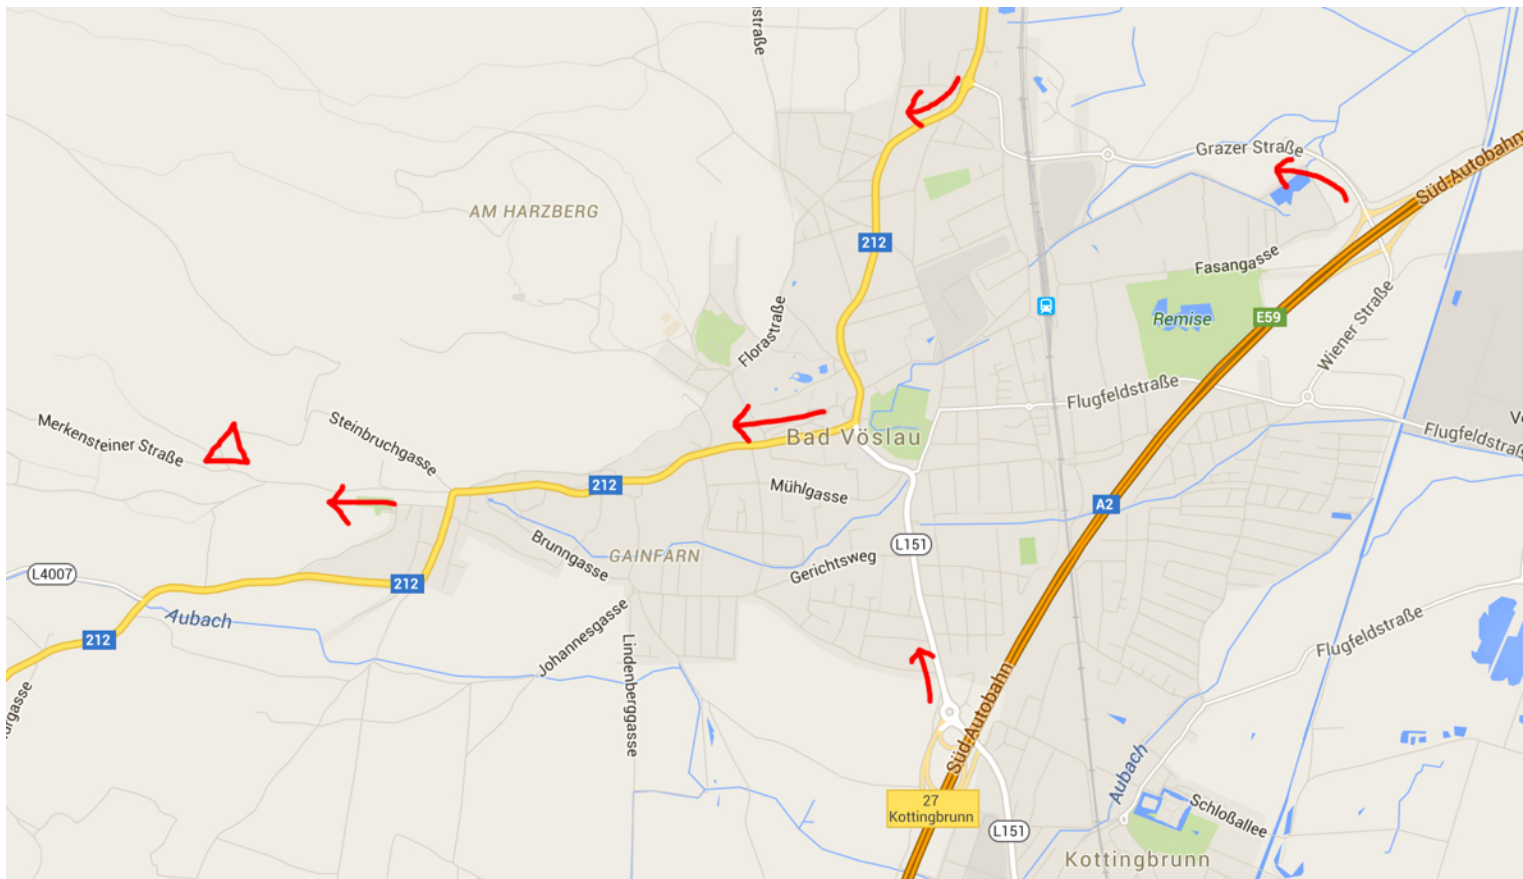 straße
Grazer Straße
Süd-Autobahn
AM HARZBERG
212
Fasangasse
E59
Remise
Wiener Straße
Florastraße
Flugfeldstraße
Merkensteiner Straße
Steinbruchgasse
Bad Vöslau
Flugfeldstraß
212
Mühlgasse
A2
L151
Brunngasse
GAINFARN
Gerichtsweg
L4007
212
Aubach
212
Johannesgasse
Lindenberggasse
Flugfeldstraße
urgasse
Süd-Autobahn
Aubach
27
Kottingbrunn
Schloßallee
L151
Kottingbrunn